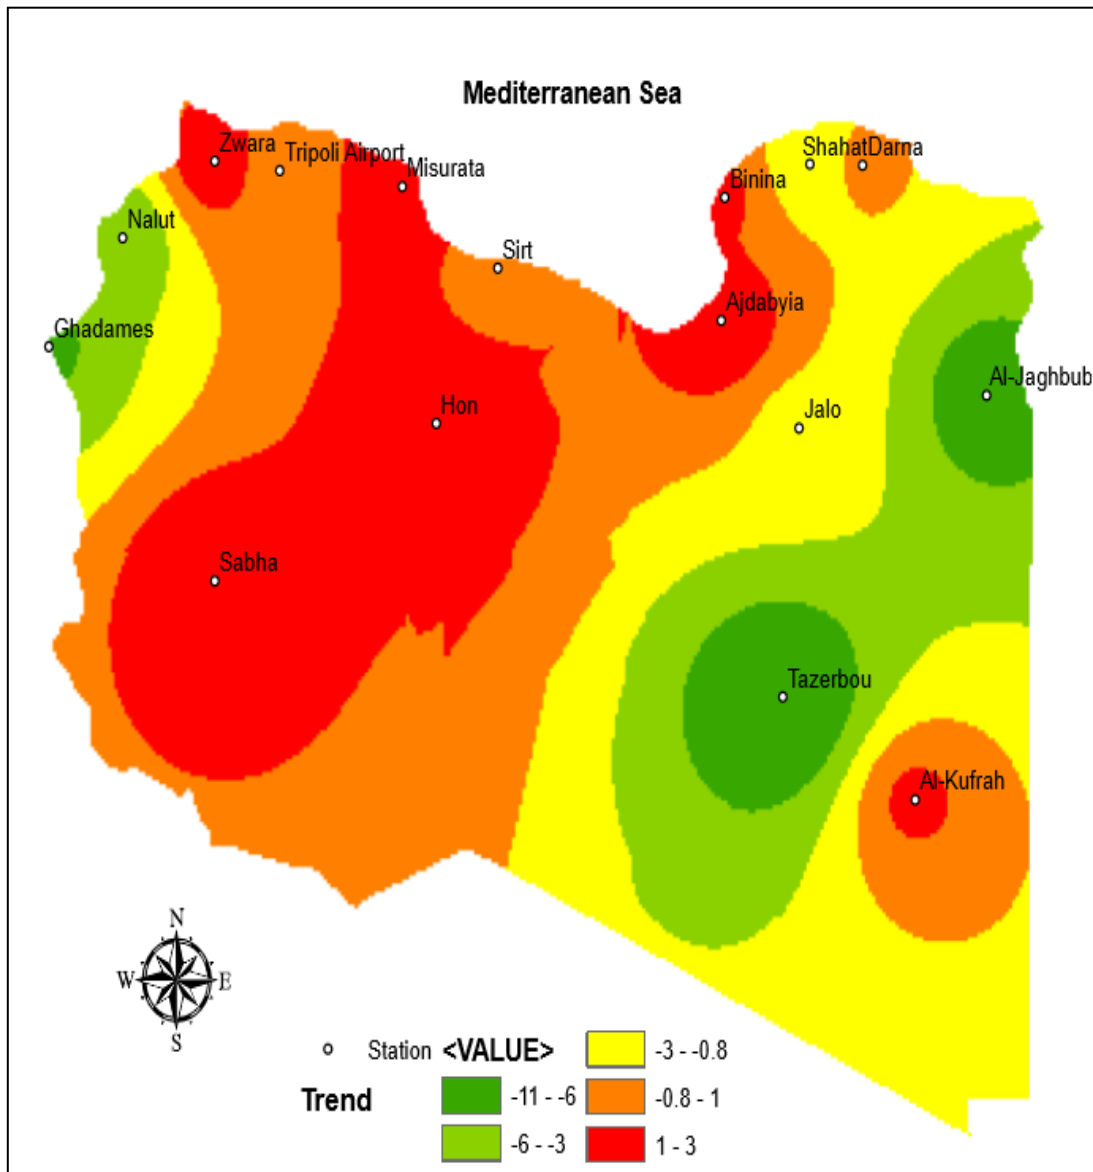 Mediterranean Sea
Zwara
Tripoli Airport
Misurata
ShahatDarna
Binina
Nalut
Sirt
Ghadames
Ajdabyia
Al-Jaghbub
Hon
Jalo
Sabha
Tazerbou
Al-Kufrah
N
W E
S
Station <VALUE> -3 - -0.8
Trend -11 - -6 -0.8 - 1
-6 - -3 1 - 3